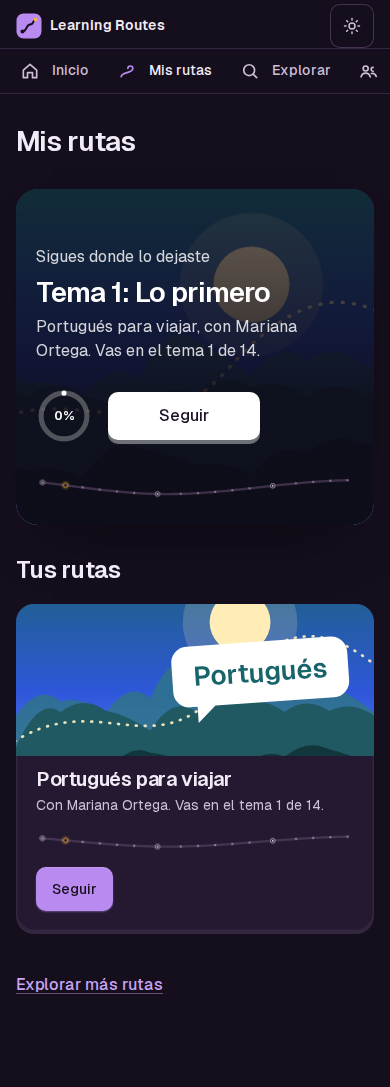 Learning Routes
Inicio
Mis rutas
Explorar
Mis rutas
Sigues donde lo dejaste
Tema 1: Lo primero
Portugués para viajar, con Mariana
Ortega. Vas en el tema 1 de 14.
0%
Seguir
Tus rutas
Portugués
Portugués para viajar
Con Mariana Ortega. Vas en el tema 1 de 14.
Seguir
Explorar más rutas